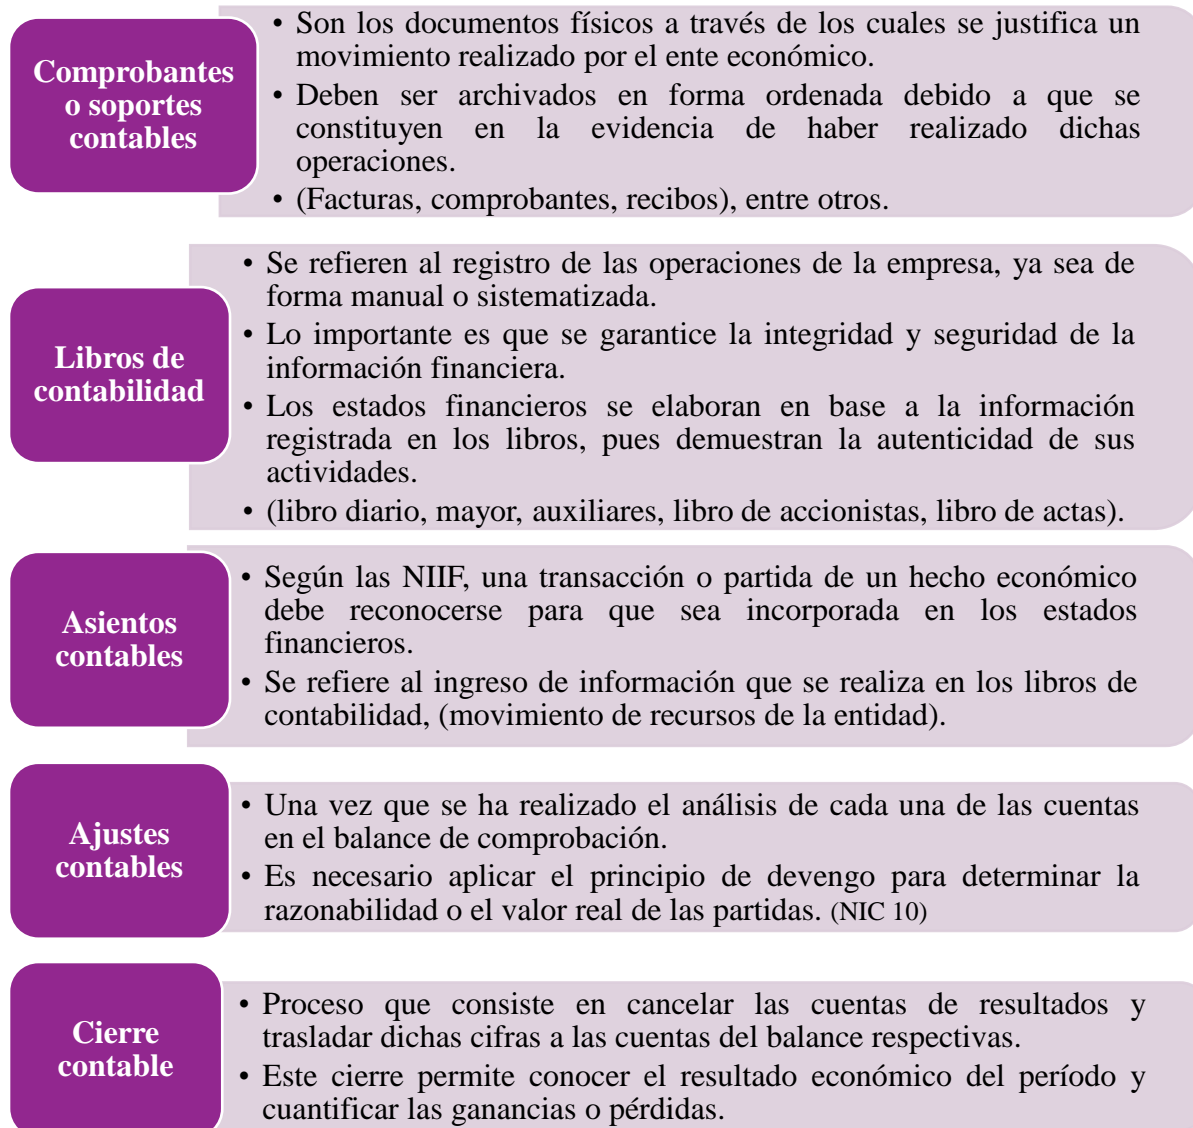 Comprobantes
o soportes
contables
• Son los documentos físicos a través de los cuales se justifica un
movimiento realizado por el ente económico.
• Deben ser archivados en forma ordenada debido a que se
constituyen en la evidencia de haber realizado dichas
operaciones.
• (Facturas, comprobantes, recibos), entre otros.
Libros de
contabilidad
• Se refieren al registro de las operaciones de la empresa, ya sea de
forma manual o sistematizada.
• Lo importante es que se garantice la integridad y seguridad de la
información financiera.
• Los estados financieros se elaboran en base a la información
registrada en los libros, pues demuestran la autenticidad de sus
actividades.
• (libro diario, mayor, auxiliares, libro de accionistas, libro de actas).
Asientos
contables
• Según las NIIF, una transacción o partida de un hecho económico
debe reconocerse para que sea incorporada en los estados
financieros.
• Se refiere al ingreso de información que se realiza en los libros de
contabilidad, (movimiento de recursos de la entidad).
Ajustes
contables
• Una vez que se ha realizado el análisis de cada una de las cuentas
en el balance de comprobación.
• Es necesario aplicar el principio de devengo para determinar la
razonabilidad o el valor real de las partidas. (NIC 10)
Cierre
contable
• Proceso que consiste en cancelar las cuentas de resultados y
trasladar dichas cifras a las cuentas del balance respectivas.
• Este cierre permite conocer el resultado económico del período y
cuantificar las ganancias o pérdidas.